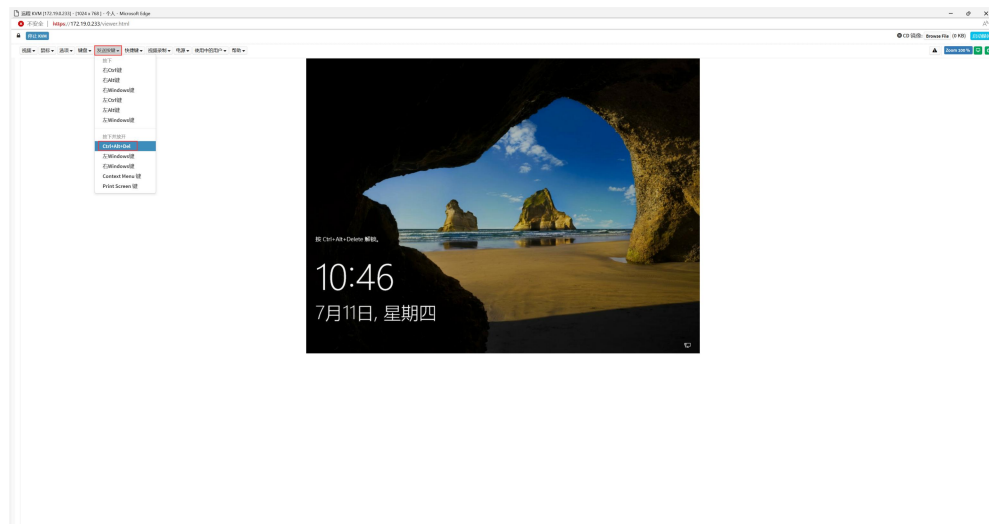 远程 KVM [172.19.0.233] - [1024 x 768] - 个人 - Microsoft Edge
不安全 | https://172.19.0.233/viewer.html
停止 KVM
CD 镜像: Browse File (0 KB)
视频 鼠标 选项 键盘 发送按键 快捷键 视频录制 电源 使用中的用户 帮助
Zoom 100 %
按下
右Ctrl键
右Alt键
右Windows键
左Ctrl键
左Alt键
左Windows键
按下并释放
Ctrl+Alt+Del
左Windows键
右Windows键
Context Menu 键
Print Screen 键
按 Ctrl+Alt+Delete 解锁。
10:46
7月11日, 星期四